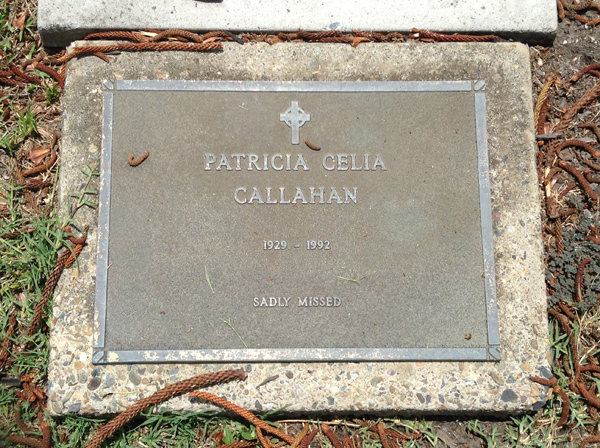 PATRICIA CELIA
CALLAHAN
1929 - 1992
SADLY MISSED